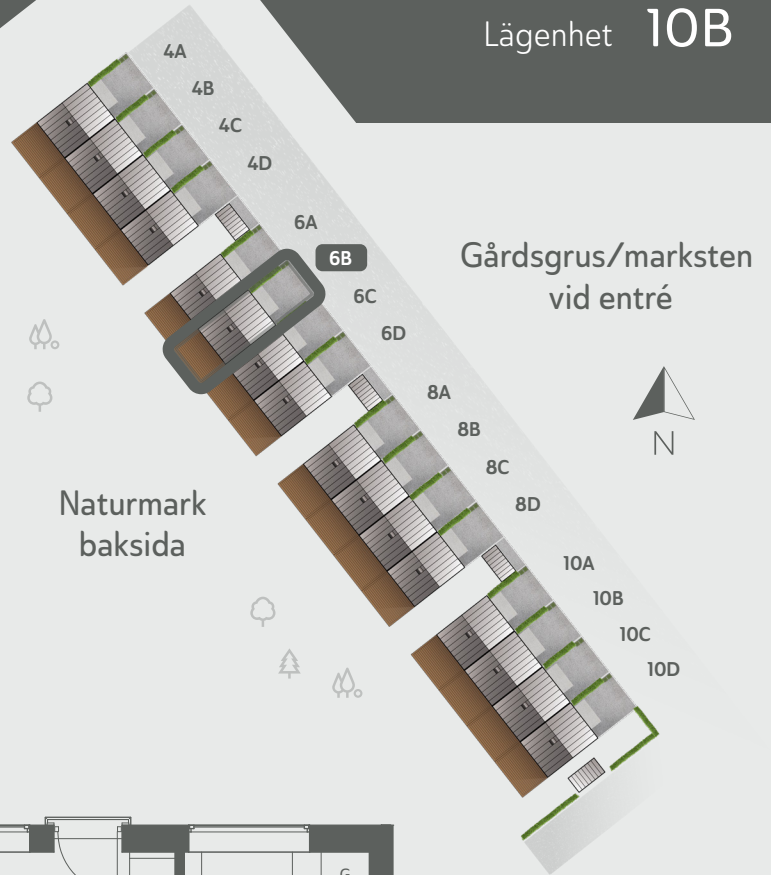 Lägenhet 10B
4A
4B
4C
4D
6A
6B
6C
6D
Gårdsgrus/marksten
vid entré
N
8A
8B
8C
8D
Naturmark
baksida
10A
10B
10C
10D
G